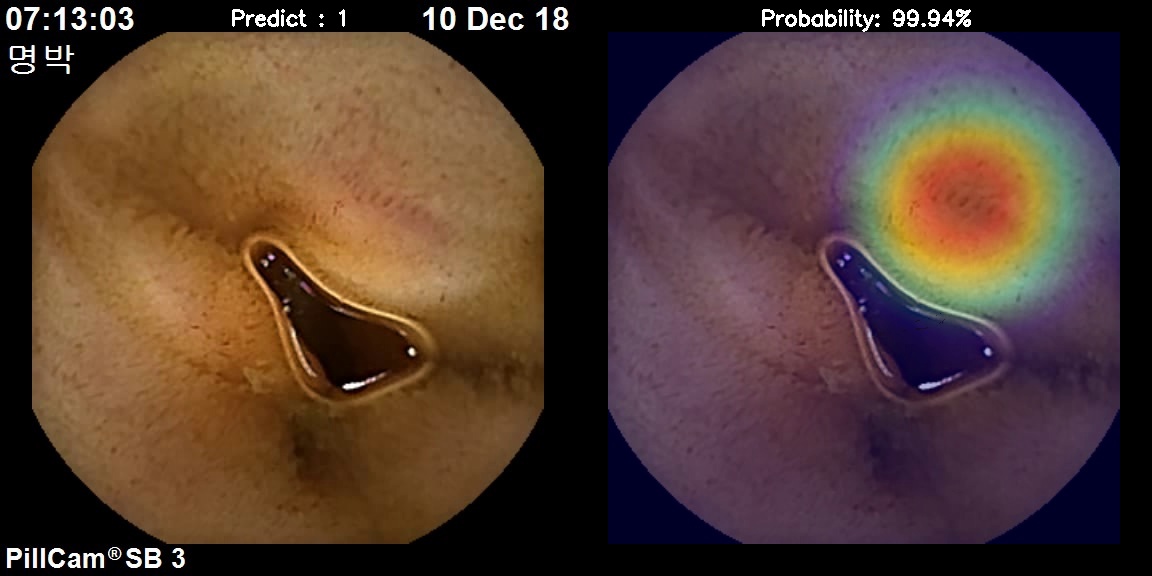 07:13:03 Predict : 1 10 Dec 18 Probability: 99.94%
명 박
PillCam® SB 3